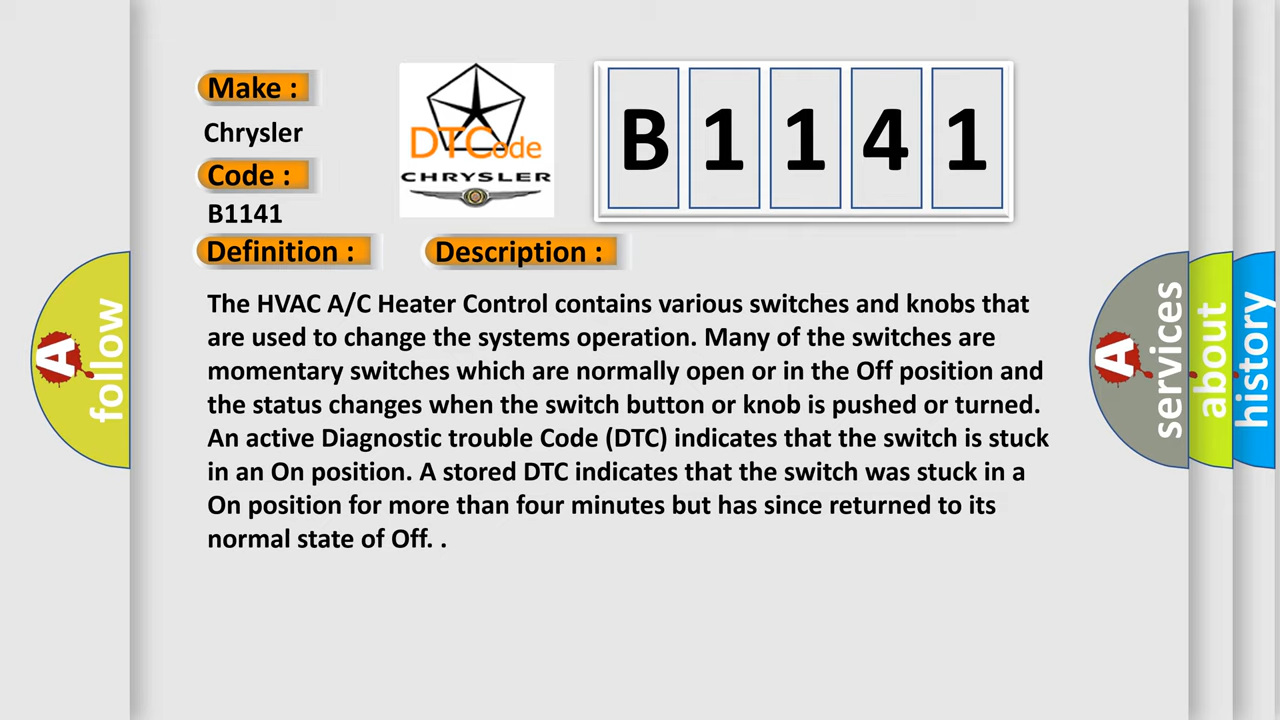 Make :
Chrysler
Code :
B1141
Definition :
Description :
DTCode
CHRYSLER
B1141
The HVAC A/C Heater Control contains various switches and knobs that
are used to change the systems operation. Many of the switches are
momentary switches which are normally open or in the Off position and
the status changes when the switch button or knob is pushed or turned.
An active Diagnostic trouble Code (DTC) indicates that the switch is stuck
in an On position. A stored DTC indicates that the switch was stuck in a
On position for more than four minutes but has since returned to its
normal state of Off. .
A
follow
A
services
about
history